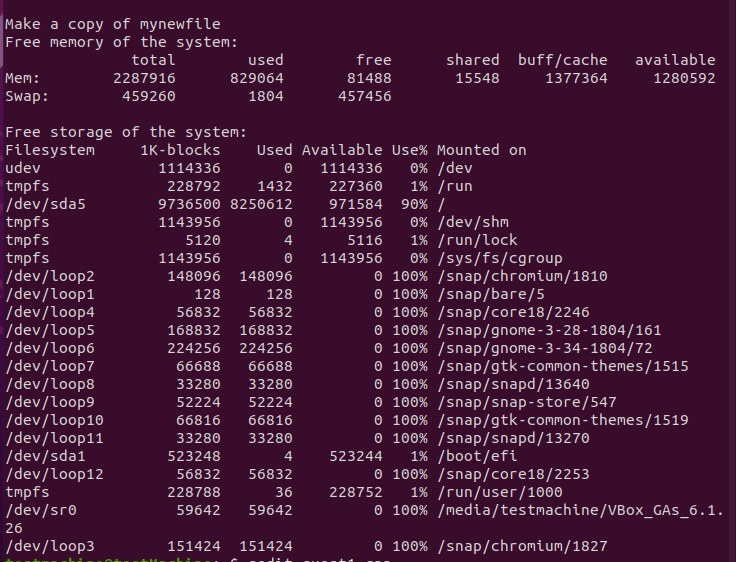 Make a copy of mynewfile
Free memory of the system:
              total        used        free      shared  buff/cache   available
Mem:        2287916      829064       81488       15548     1377364     1280592
Swap:        459260        1804      457456
Free storage of the system:
Filesystem     1K-blocks    Used Available Use% Mounted on
udev             1114336       0   1114336   0% /dev
tmpfs             228792    1432    227360   1% /run
/dev/sda5        9736500 8250612    971584  90% /
tmpfs            1143956       0   1143956   0% /dev/shm
tmpfs               5120       4      5116   1% /run/lock
tmpfs            1143956       0   1143956   0% /sys/fs/cgroup
/dev/loop2        148096  148096         0 100% /snap/chromium/1810
/dev/loop1           128     128         0 100% /snap/bare/5
/dev/loop4         56832   56832         0 100% /snap/core18/2246
/dev/loop5        168832  168832         0 100% /snap/gnome-3-28-1804/161
/dev/loop6        224256  224256         0 100% /snap/gnome-3-34-1804/72
/dev/loop7         66688   66688         0 100% /snap/gtk-common-themes/1515
/dev/loop8         33280   33280         0 100% /snap/snapd/13640
/dev/loop9         52224   52224         0 100% /snap/snap-store/547
/dev/loop10        66816   66816         0 100% /snap/gtk-common-themes/1519
/dev/loop11        33280   33280         0 100% /snap/snapd/13270
/dev/sda1         523248       4    523244   1% /boot/efi
/dev/loop12        56832   56832         0 100% /snap/core18/2253
tmpfs             228788      36    228752   1% /run/user/1000
/dev/sr0           59642   59642         0 100% /media/testmachine/VBox_GAs_6.1.
26
/dev/loop3        151424  151424         0 100% /snap/chromium/1827